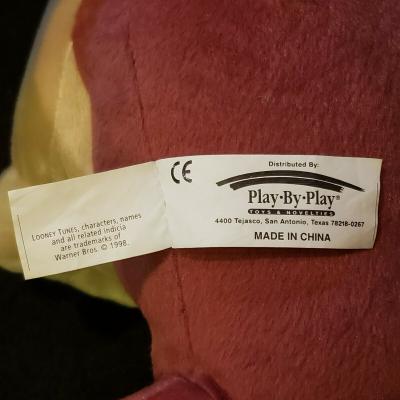 LOONEY TUNES, characters, names
and all related indicia
are trademarks of
Warner Bros. © 1998.
CE
Distributed By:
Play·By·Play®
TOYS & NOVELTIES
4400 Tejasco, San Antonio, Texas 78218-0267
MADE IN CHINA